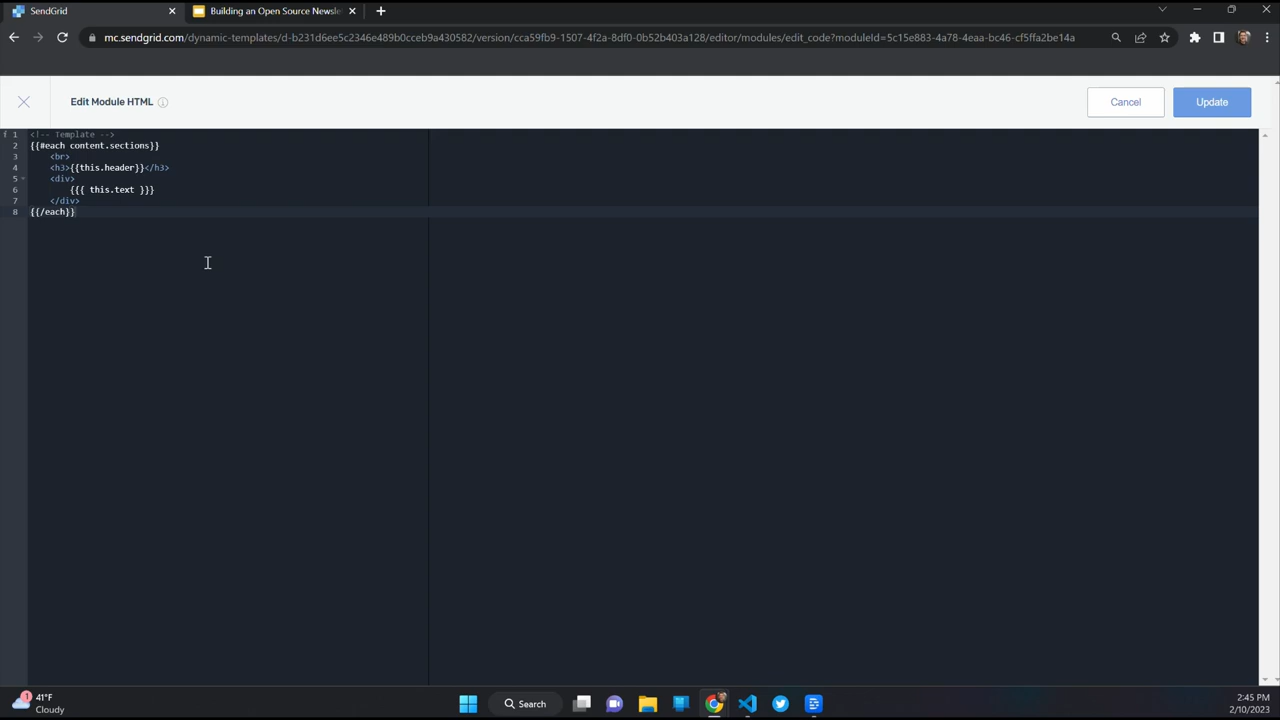 SendGrid
Building an Open Source Newsle
mc.sendgrid.com/dynamic-templates/d-b231d6ee5c2346e489b0cceb9a430582/version/cca59fb9-1507-4f2a-8df0-0b52b403a128/editor/modules/edit_code?moduleId=5c15e883-4a78-4eaa-bc46-cf5ffa2be14a
Edit Module HTML
Cancel
Update
1 <!-- Template -->
2 {{#each content.sections}}
3 <br>
4 <h3>{{this.header}}</h3>
5 <div>
6 {{{ this.text }}}
7 </div>
8 {{/each}}
1
41°F
Cloudy
Search
2:45 PM
2/10/2023